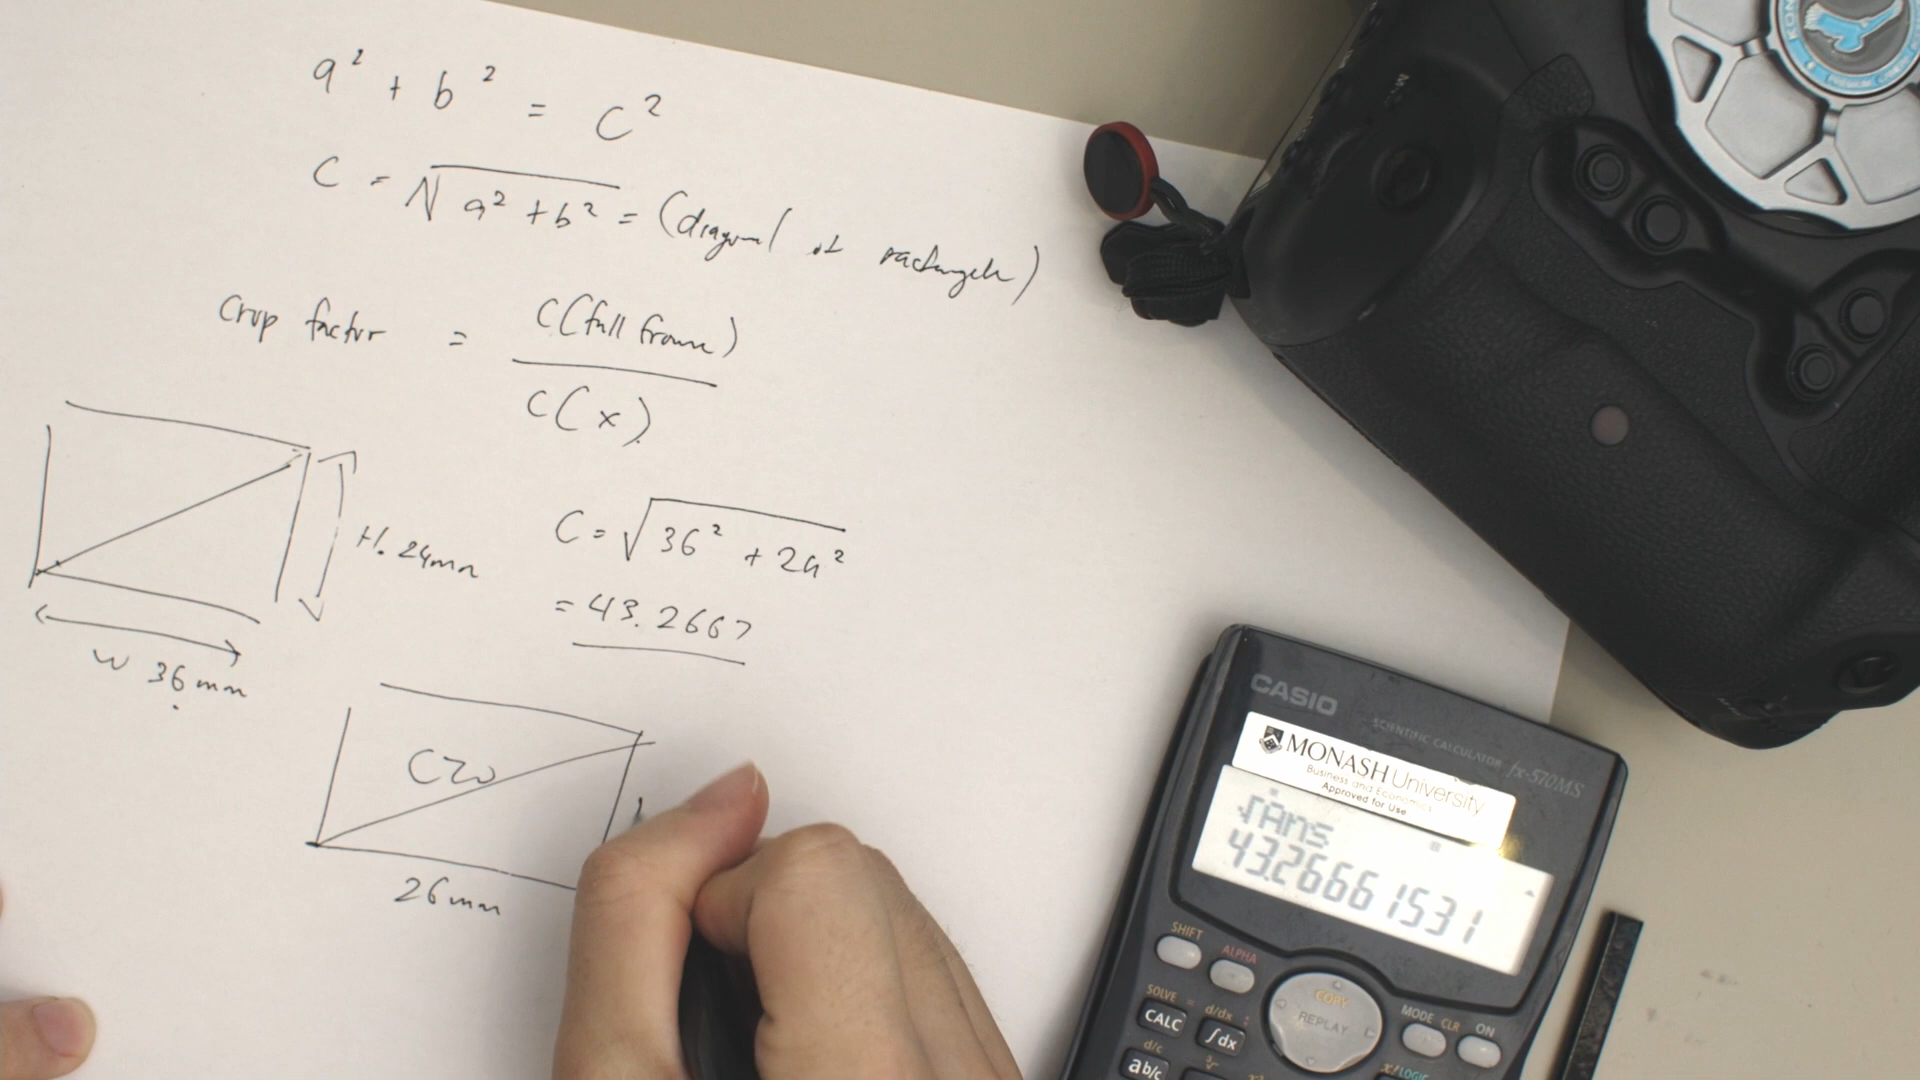 a² + b² = c²
C = √a² + b² = (diagonal of rectangle)
Crop factor = C(full frame)
C(x)
H. 24mm
W 36mm
C = √36² + 24²
= 43.2667
26mm
CASIO
SCIENTIFIC CALCULATOR fx-570MS
MONASH University
Business and Economics
Approved for Use
√Ans
43.26661531
SHIFT
ALPHA
COPY
REPLAY
MODE CLR ON
SOLVE = d/dx :
CALC ∫dx
d/c
ab/c
LOGIC